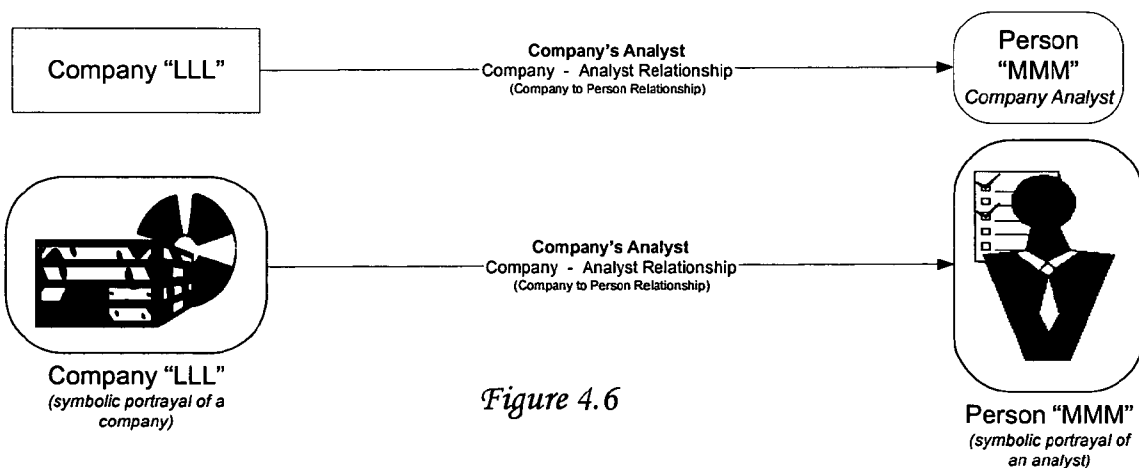 Company “LLL”
Company’s Analyst
Company - Analyst Relationship
(Company to Person Relationship)
Person
“MMM”
Company Analyst
Company’s Analyst
Company - Analyst Relationship
(Company to Person Relationship)
Company “LLL”
(symbolic portrayal of a
company)
Figure 4.6
Person “MMM”
(symbolic portrayal of
an analyst)